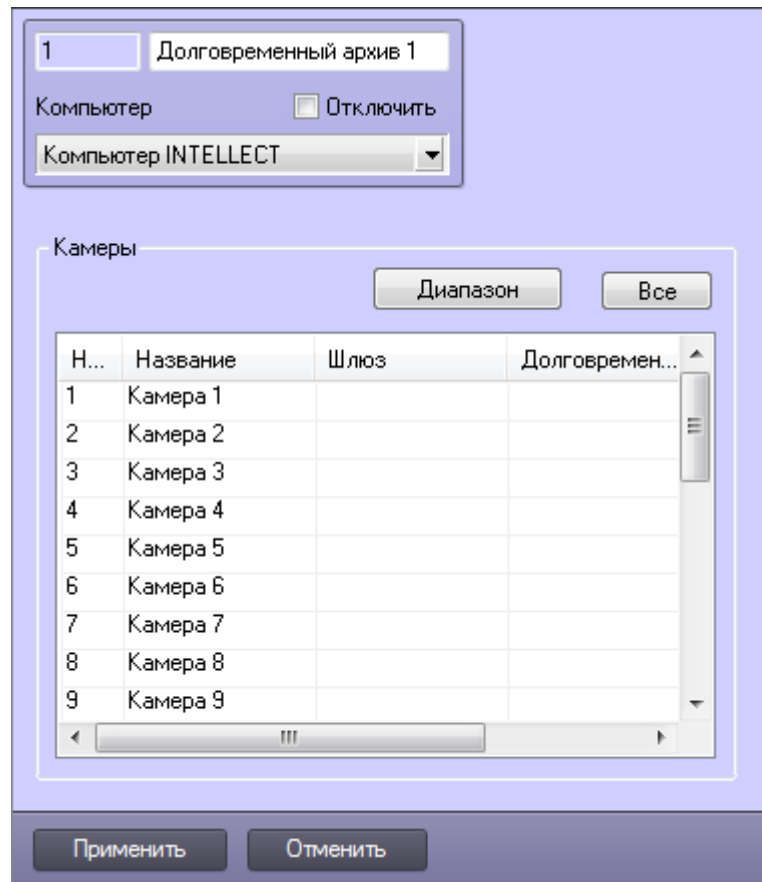 1 Долговременный архив 1
Компьютер Отключить
Компьютер INTELLECT
Камеры
Диапазон Все
Н... Название Шлюз Долговремен...
1 Камера 1
2 Камера 2
3 Камера 3
4 Камера 4
5 Камера 5
6 Камера 6
7 Камера 7
8 Камера 8
9 Камера 9
Применить Отменить